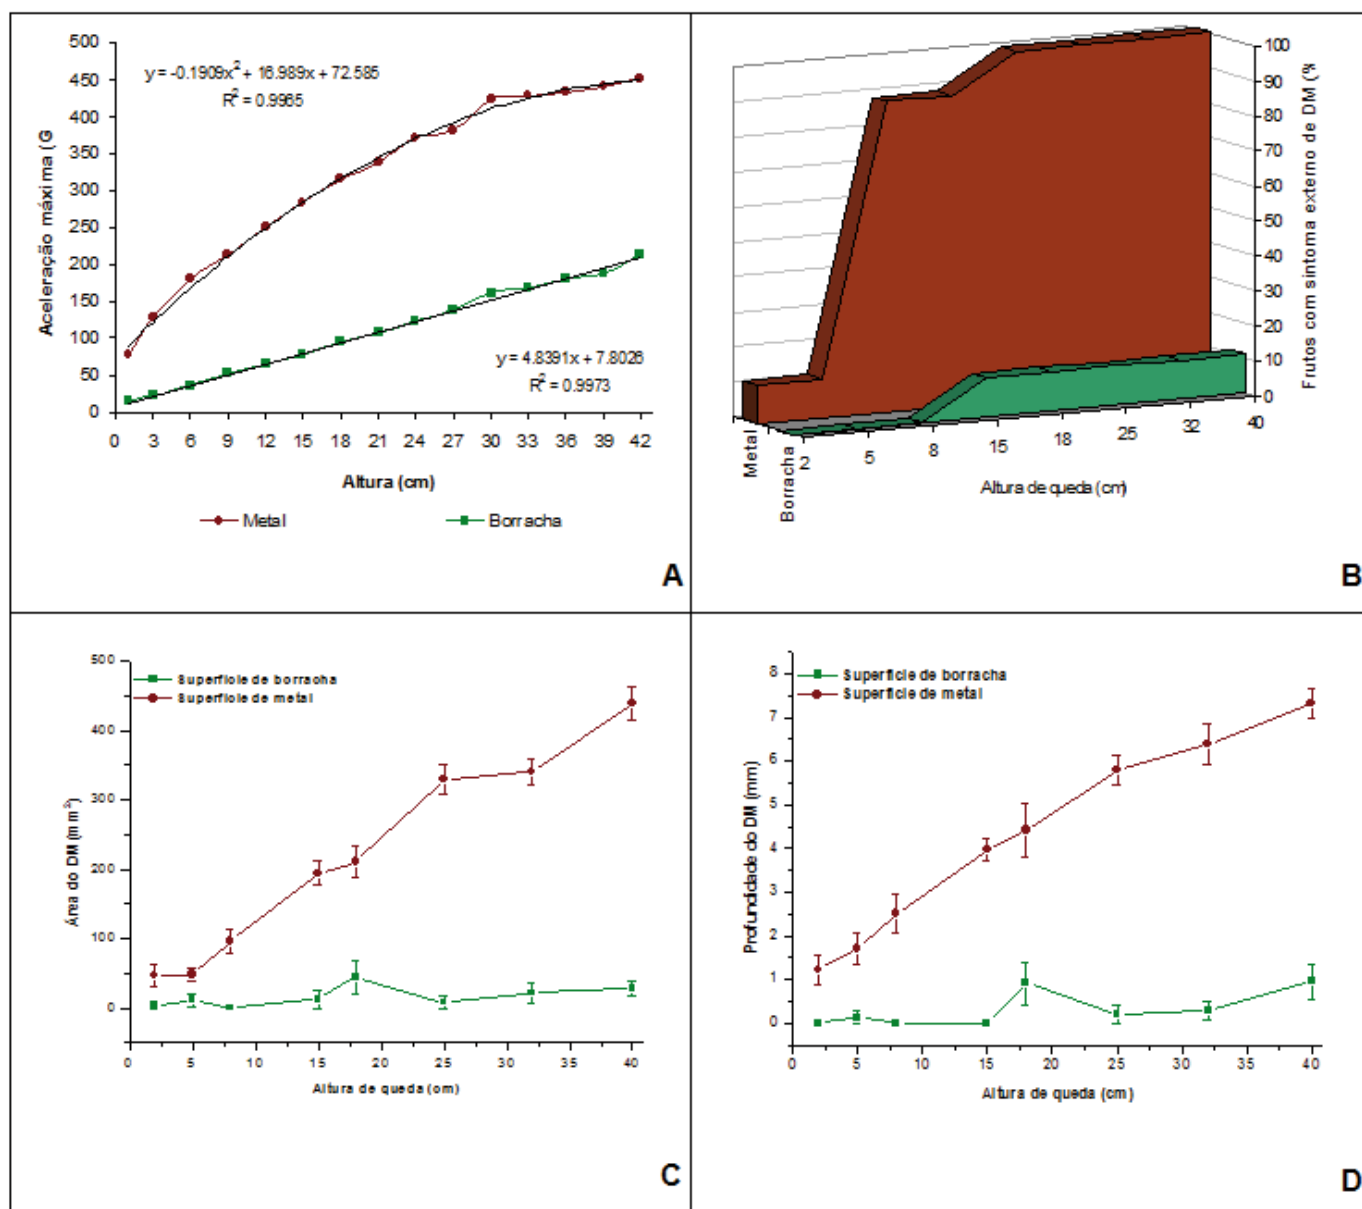 500
450
400
350
300
250
200
150
100
50
0
Aceleração máxima (G
y = -0.1909x² + 16.989x + 72.585
R² = 0.9965
y = 4.8391x + 7.8026
R² = 0.9973
0 3 6 9 12 15 18 21 24 27 30 33 36 39 42
Altura (cm)
Metal
Borracha
A
100
90
80
70
60
50
40
30
20
10
0
Frutos com sintoma externo de DM (%
Metal
Borracha
2 5 8 15 18 25 32 40
Altura de queda (cm)
B
500
400
300
200
100
0
Área do DM (mm²)
Superfície de borracha
Superfície de metal
0 5 10 15 20 25 30 35 40
Altura de queda (cm)
C
8
7
6
5
4
3
2
1
0
Profundidade do DM (mm)
Superfície de borracha
Superfície de metal
0 5 10 15 20 25 30 35 40
Altura de queda (cm)
D